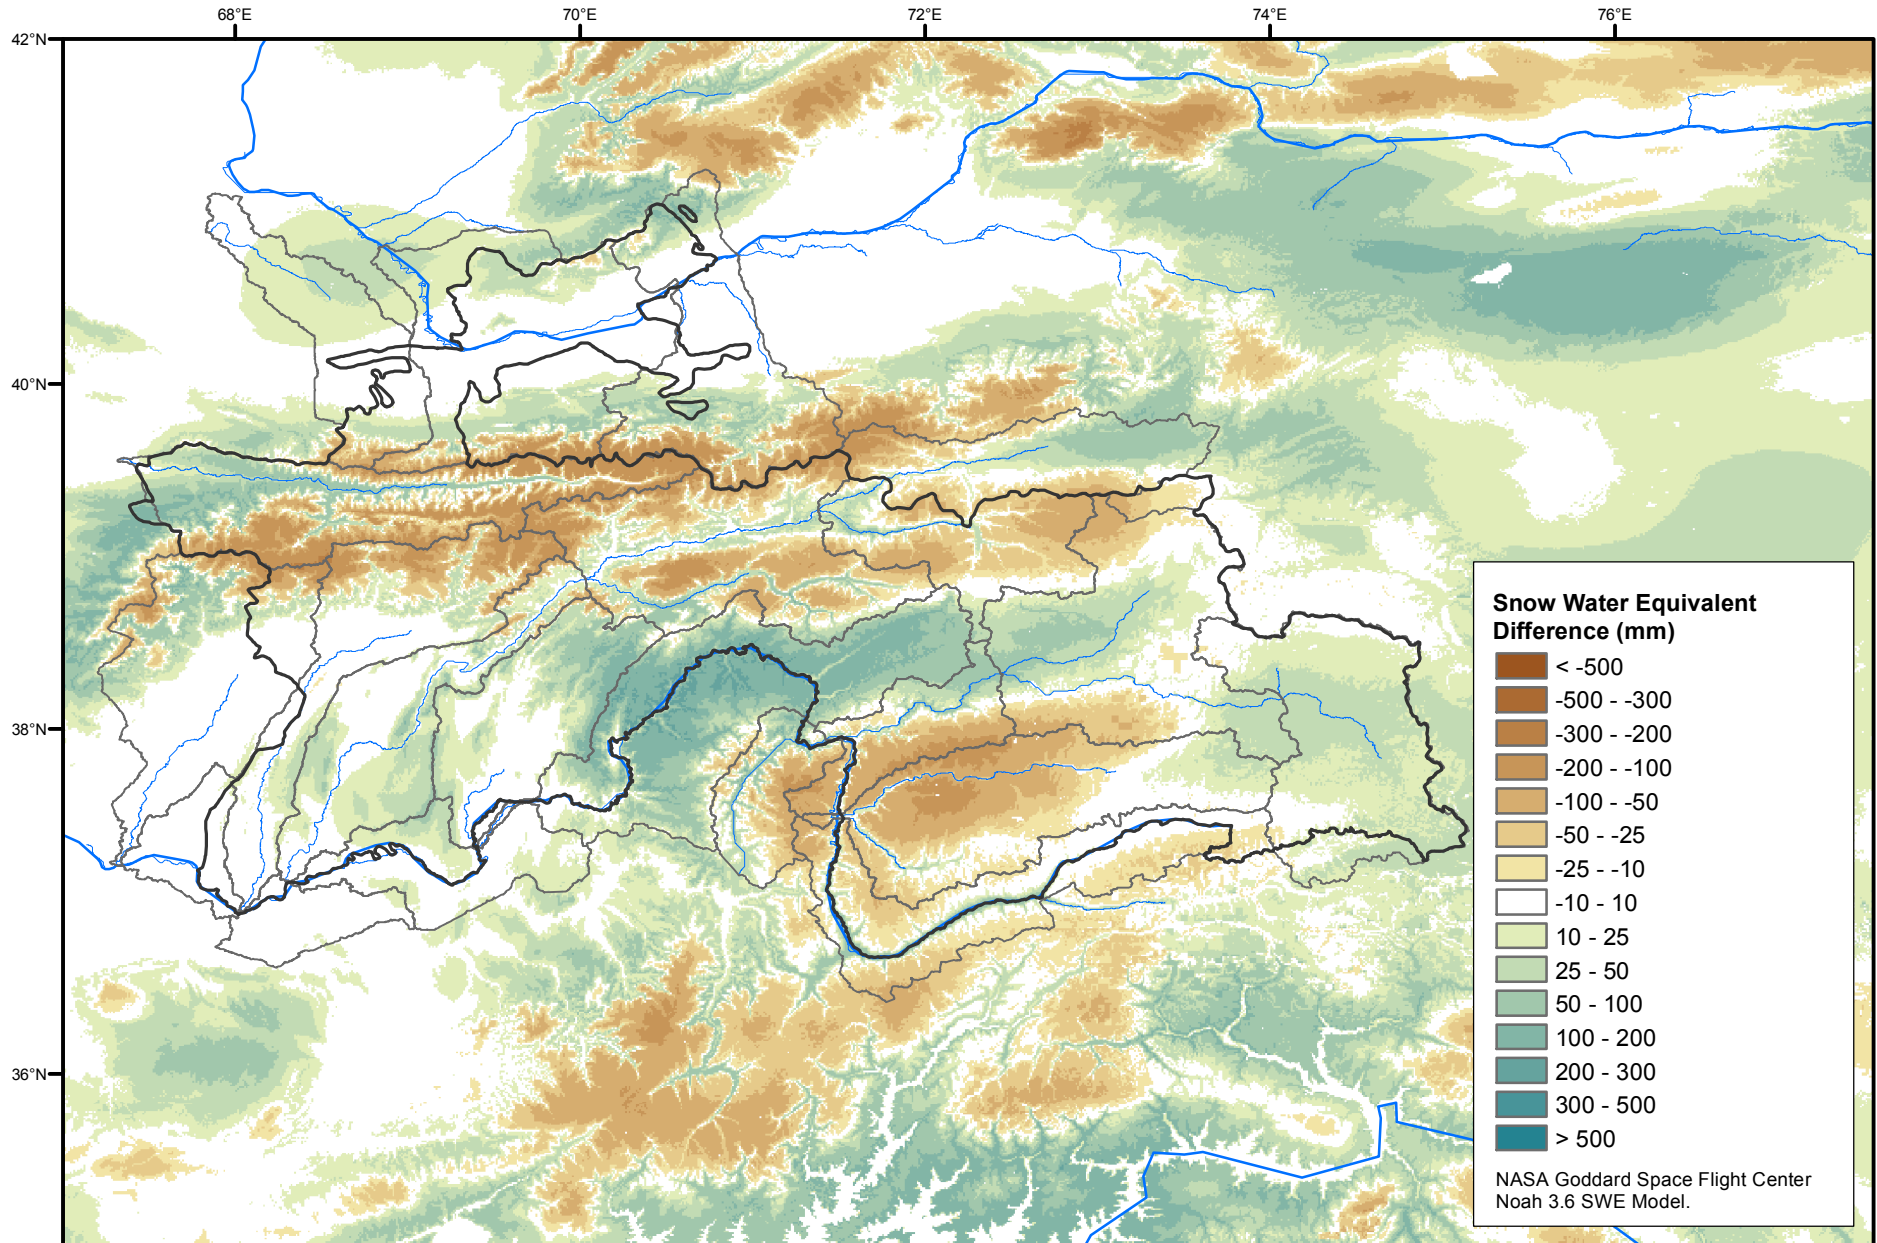 68°E 70°E 72°E 74°E 76°E
42°N
40°N
38°N
36°N
Snow Water Equivalent
Difference (mm)
< -500
-500 - -300
-300 - -200
-200 - -100
-100 - -50
-50 - -25
-25 - -10
-10 - 10
10 - 25
25 - 50
50 - 100
100 - 200
200 - 300
300 - 500
> 500
NASA Goddard Space Flight Center
Noah 3.6 SWE Model.